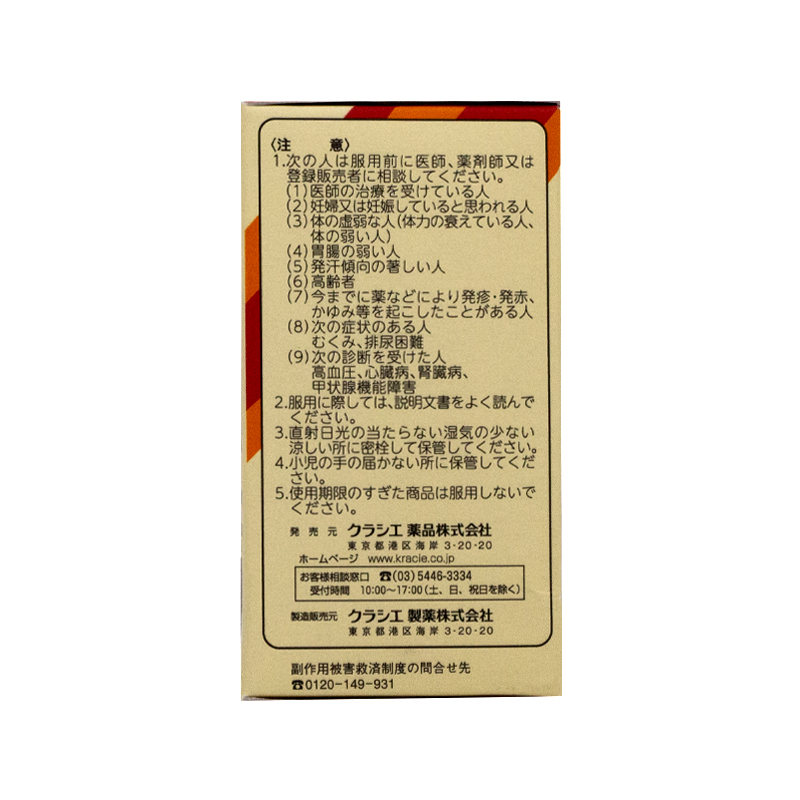 〈注　意〉
1.次の人は服用前に医師、薬剤師又は
登録販売者に相談してください。
(1)医師の治療を受けている人
(2)妊婦又は妊娠していると思われる人
(3)体の虚弱な人(体力の衰えている人、
体の弱い人)
(4)胃腸の弱い人
(5)発汗傾向の著しい人
(6)高齢者
(7)今までに薬などにより発疹・発赤、
かゆみ等を起こしたことがある人
(8)次の症状のある人
むくみ、排尿困難
(9)次の診断を受けた人
高血圧、心臓病、腎臓病、
甲状腺機能障害
2.服用に際しては、説明文書をよく読んで
ください。
3.直射日光の当たらない湿気の少ない
涼しい所に密栓して保管してください。
4.小児の手の届かない所に保管してくだ
さい。
5.使用期限のすぎた商品は服用しないで
ください。
発売元 クラシエ薬品株式会社
東京都港区海岸 3-20-20
ホームページ www.kracie.co.jp
お客様相談窓口 ☎(03)5446-3334
受付時間 10:00〜17:00(土、日、祝日を除く)
製造販売元 クラシエ製薬株式会社
東京都港区海岸 3-20-20
副作用被害救済制度の問合せ先
☎0120-149-931